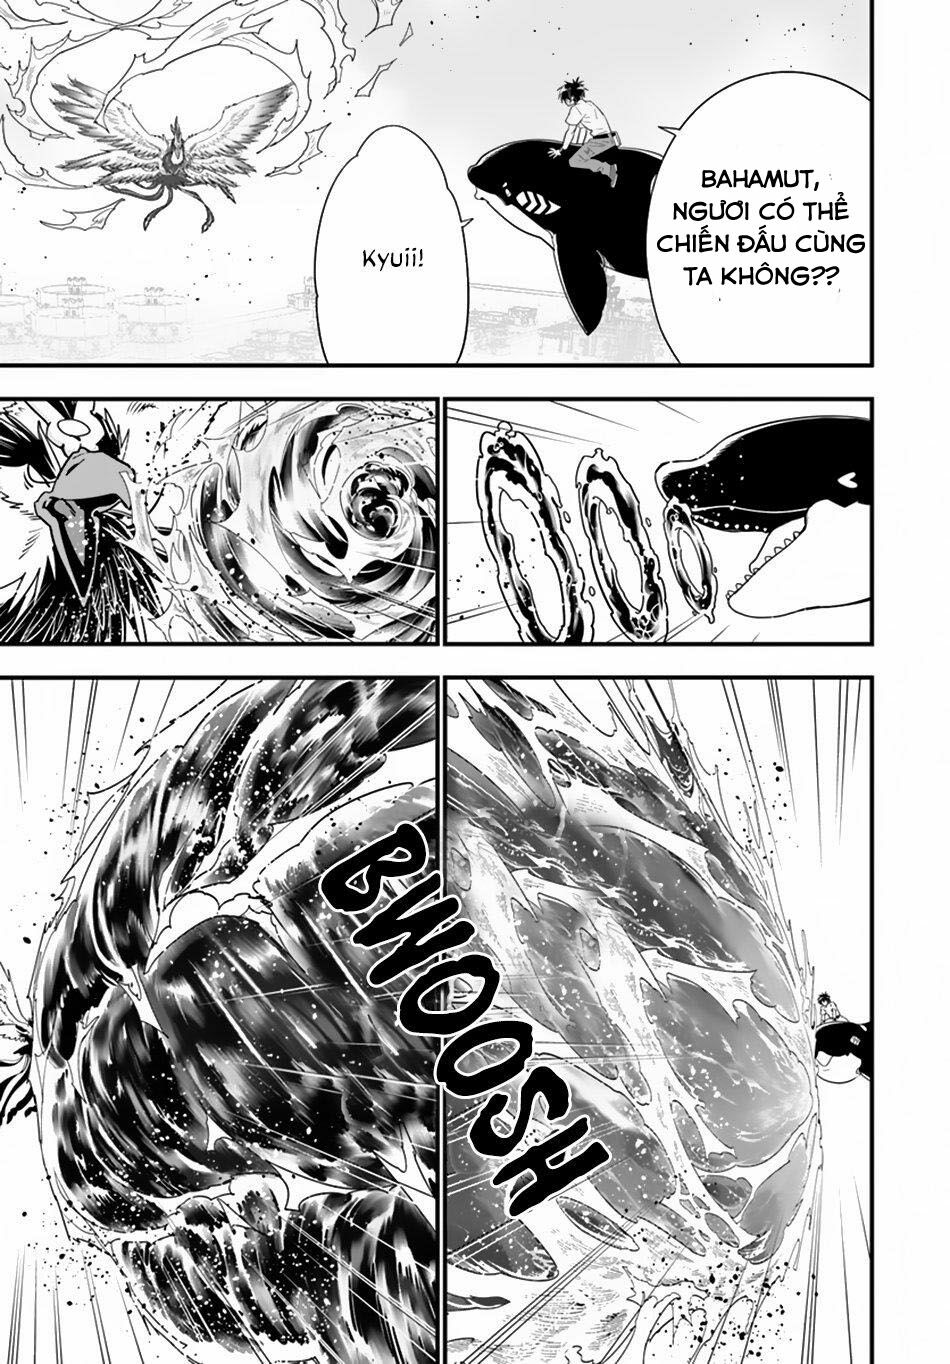 BAHAMUT,
NGƯƠI CÓ THỂ
CHIẾN ĐẤU CÙNG
TA KHÔNG??
Kyuii!
BWOOSH